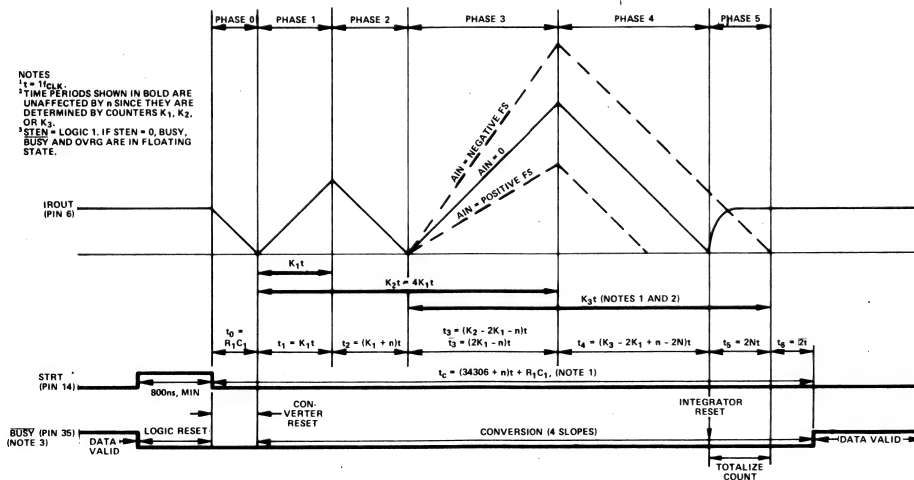 PHASE 0 PHASE 1 PHASE 2 PHASE 3 PHASE 4 PHASE 5
NOTES
¹t = 1fCLK.
²TIME PERIODS SHOWN IN BOLD ARE
UNAFFECTED BY n SINCE THEY ARE
DETERMINED BY COUNTERS K₁, K₂,
OR K₃.
³STEN = LOGIC 1. IF STEN = 0, BUSY,
BUSY AND OVRG ARE IN FLOATING
STATE.
AIN = NEGATIVE FS
AIN = 0
AIN = POSITIVE FS
IROUT
(PIN 6)
K₁t
K₂t = 4K₁t
K₃t (NOTES 1 AND 2)
t₀ =
R₁C₁
t₁ = K₁t
t₂ = (K₁ + n)t
t₃ = (K₂ - 2K₁ - n)t
t₃ = (2K₁ - n)t
t₄ = (K₃ - 2K₁ + n - 2N)t
t₅ = 2Nt
t₆ = 2t
STRT
(PIN 14)
800ns, MIN
t_c = (34306 + n)t + R₁C₁, (NOTE 1)
CON-
VERTER
RESET
INTEGRATOR
RESET
BUSY (PIN 35)
(NOTE 3)
DATA
VALID
LOGIC RESET
CONVERSION (4 SLOPES)
DATA VALID
TOTALIZE
COUNT